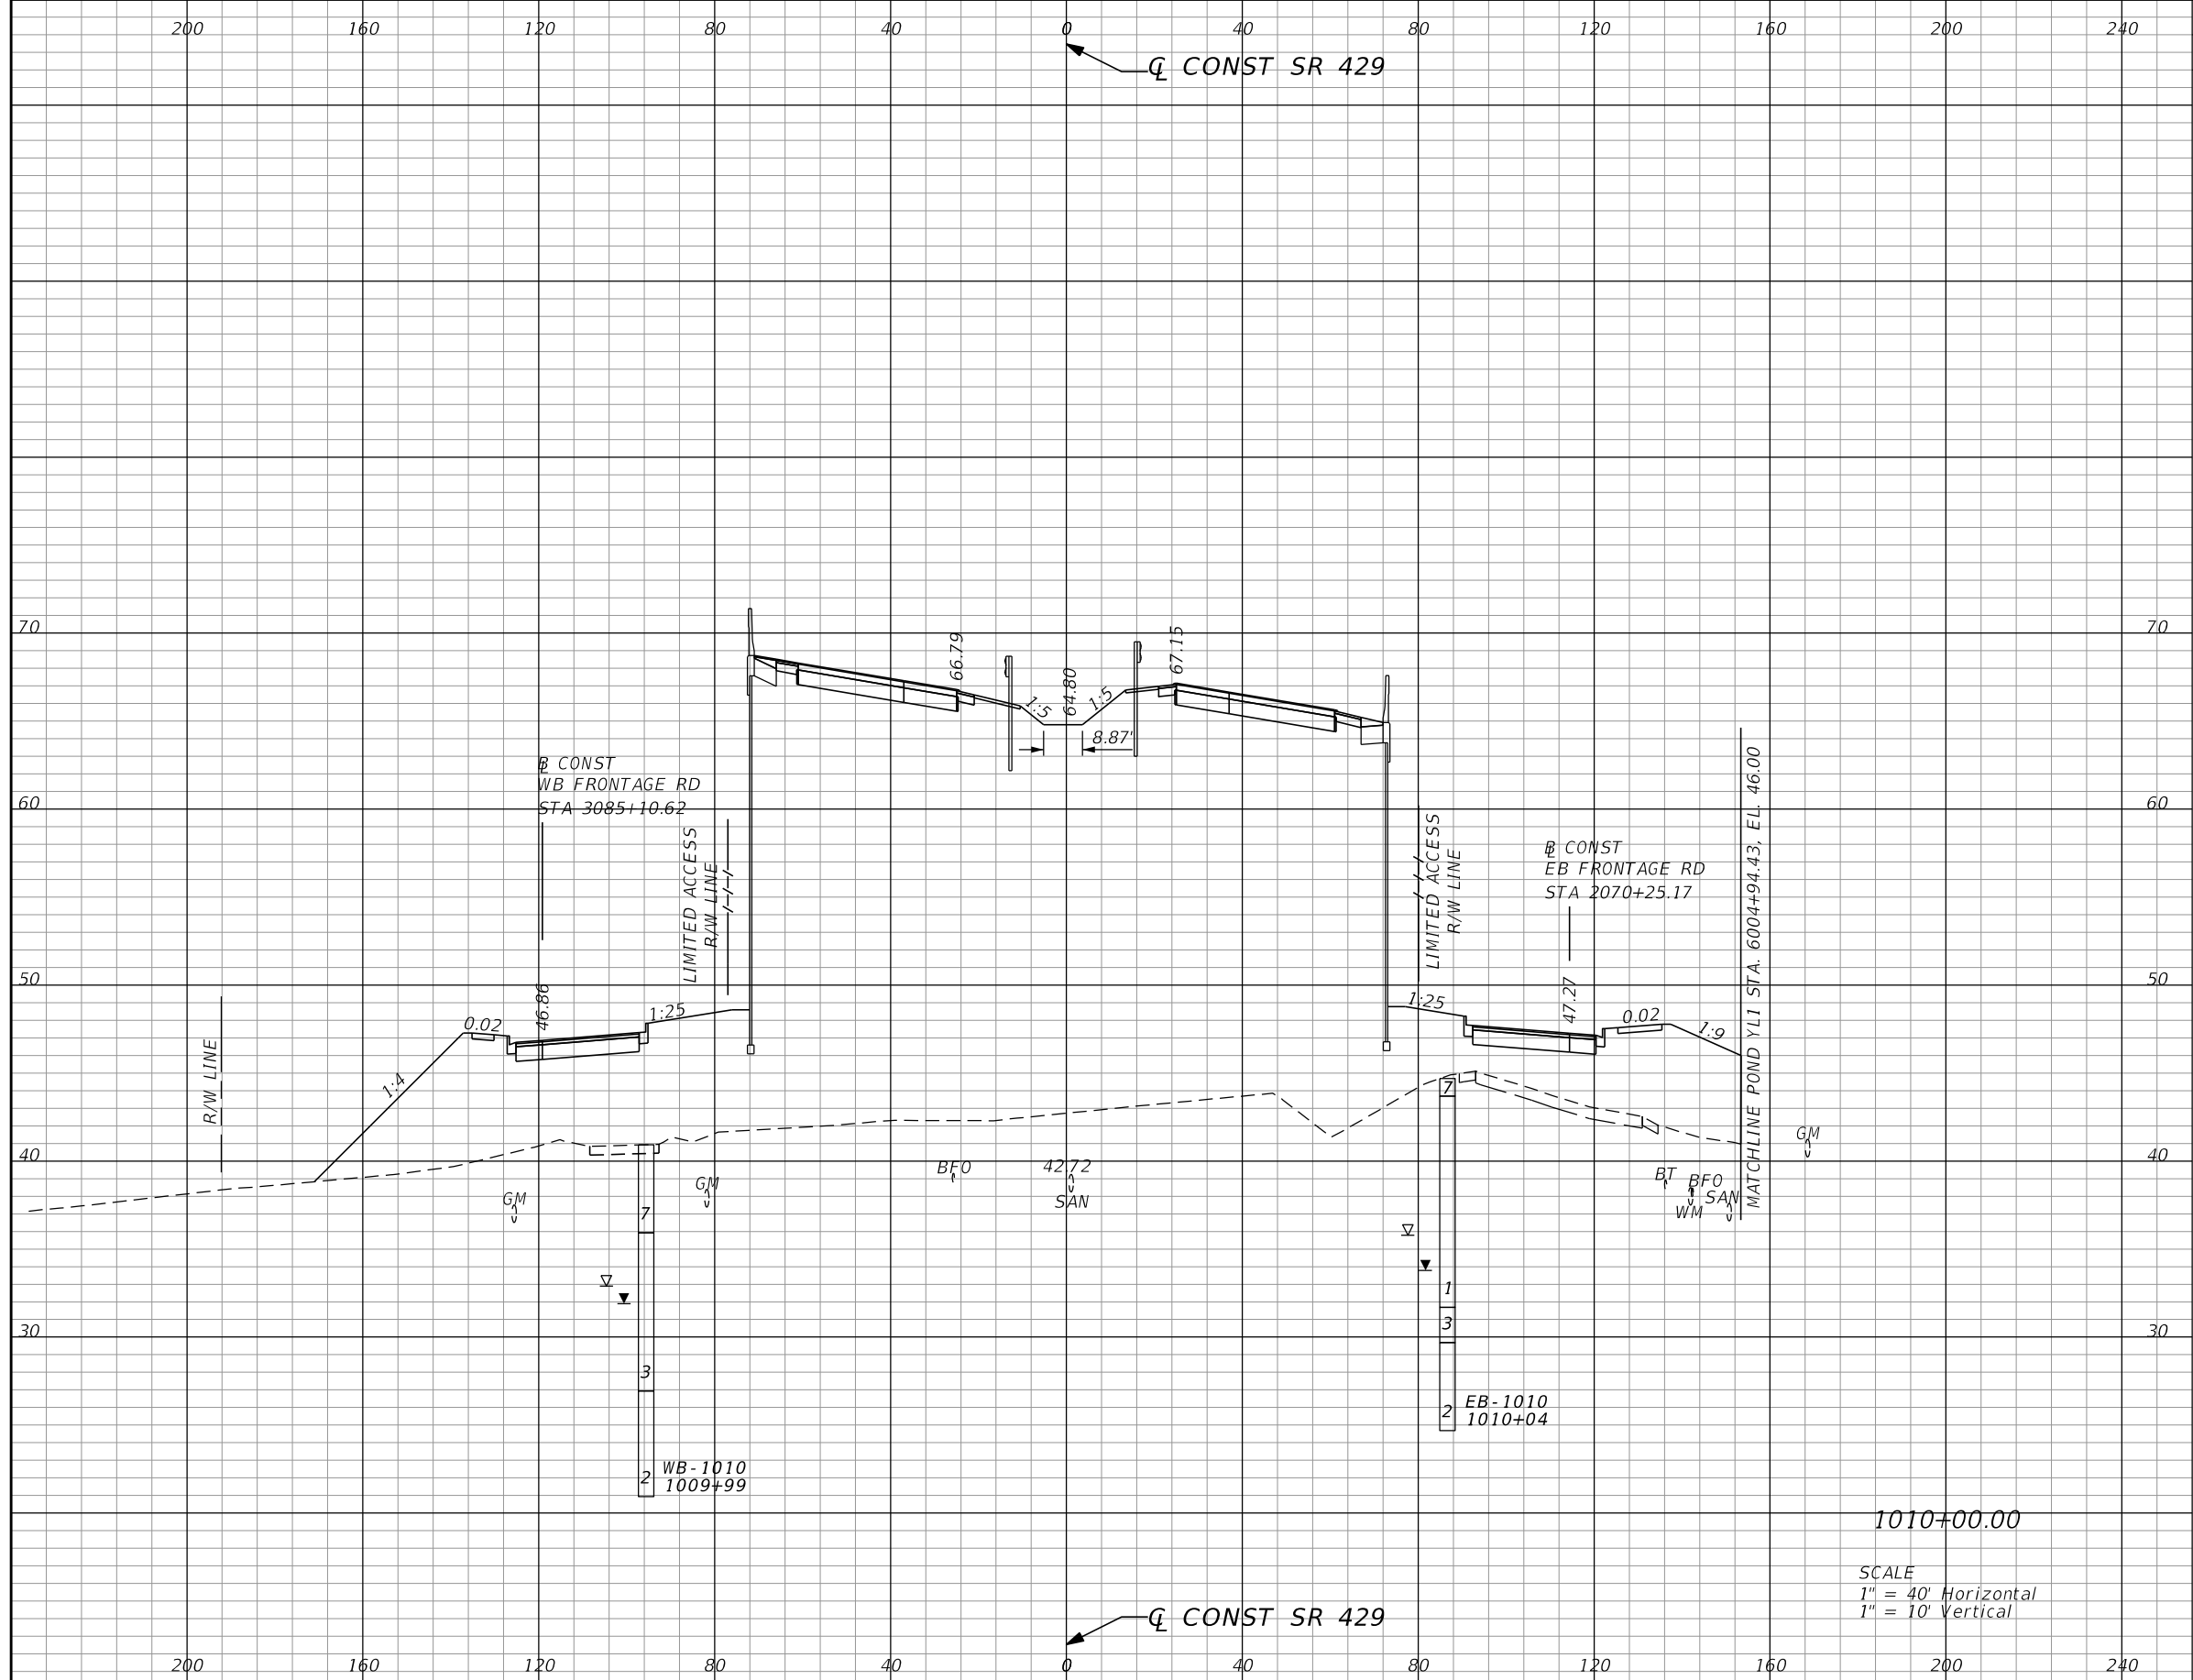 200 160 120 80 40 0 40 80 120 160 200 240
℄ CONST SR 429
70 70
66.79
64.80
67.15
1:5
1:5
8.87'
B̲L CONST
WB FRONTAGE RD
STA 3085+10.62
60 60
LIMITED ACCESS
R/W LINE
LIMITED ACCESS
R/W LINE
B̲L CONST
EB FRONTAGE RD
STA 2070+25.17
MATCHLINE POND YL1 STA. 6004+94.43, EL. 46.00
50 50
46.86
0.02
1:25
1:25
47.27
0.02
1:9
R/W LINE
1:4
40 40
GM
GM
BFO
42.72
SAN
BT
BFO
WM
SAN
GM
7
7
1
3
30 30
3
2
EB-1010
1010+04
2
WB-1010
1009+99
1010+00.00
SCALE
1" = 40' Horizontal
1" = 10' Vertical
℄ CONST SR 429
200 160 120 80 40 0 40 80 120 160 200 240